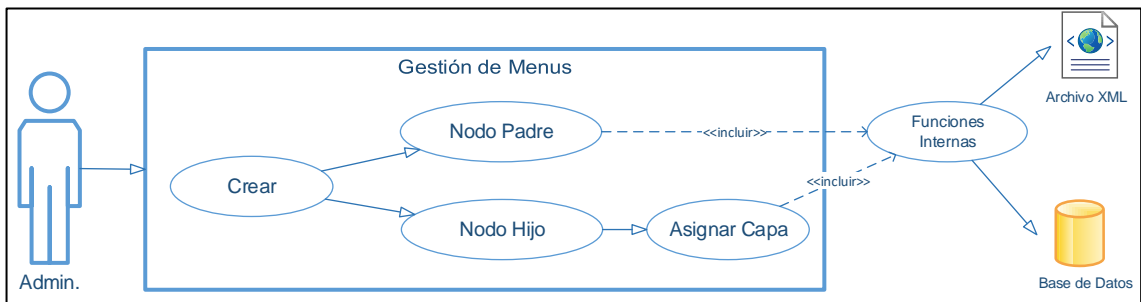 Gestión de Menus
Archivo XML
Nodo Padre
<<incluir>>
Funciones
Internas
Crear
<<incluir>>
Nodo Hijo
Asignar Capa
Admin.
Base de Datos